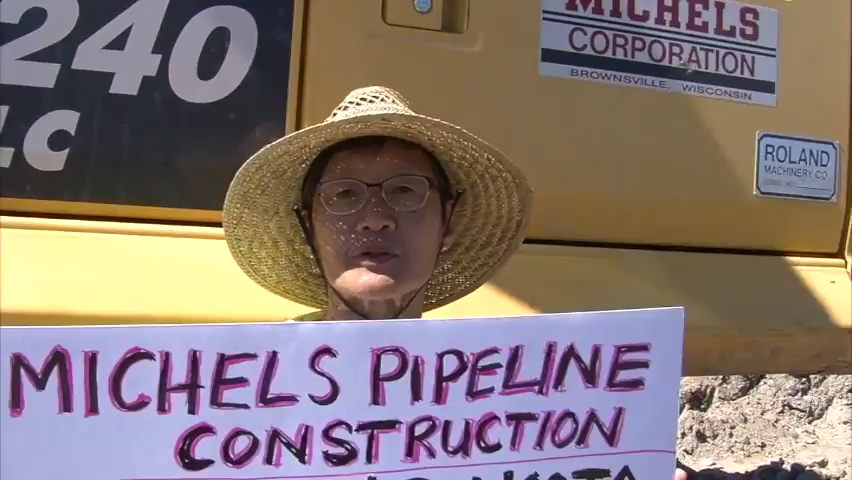 240
LC
MICHELS
CORPORATION
BROWNSVILLE, WISCONSIN
ROLAND
MACHINERY CO
MICHELS PIPELINE
CONSTRUCTION